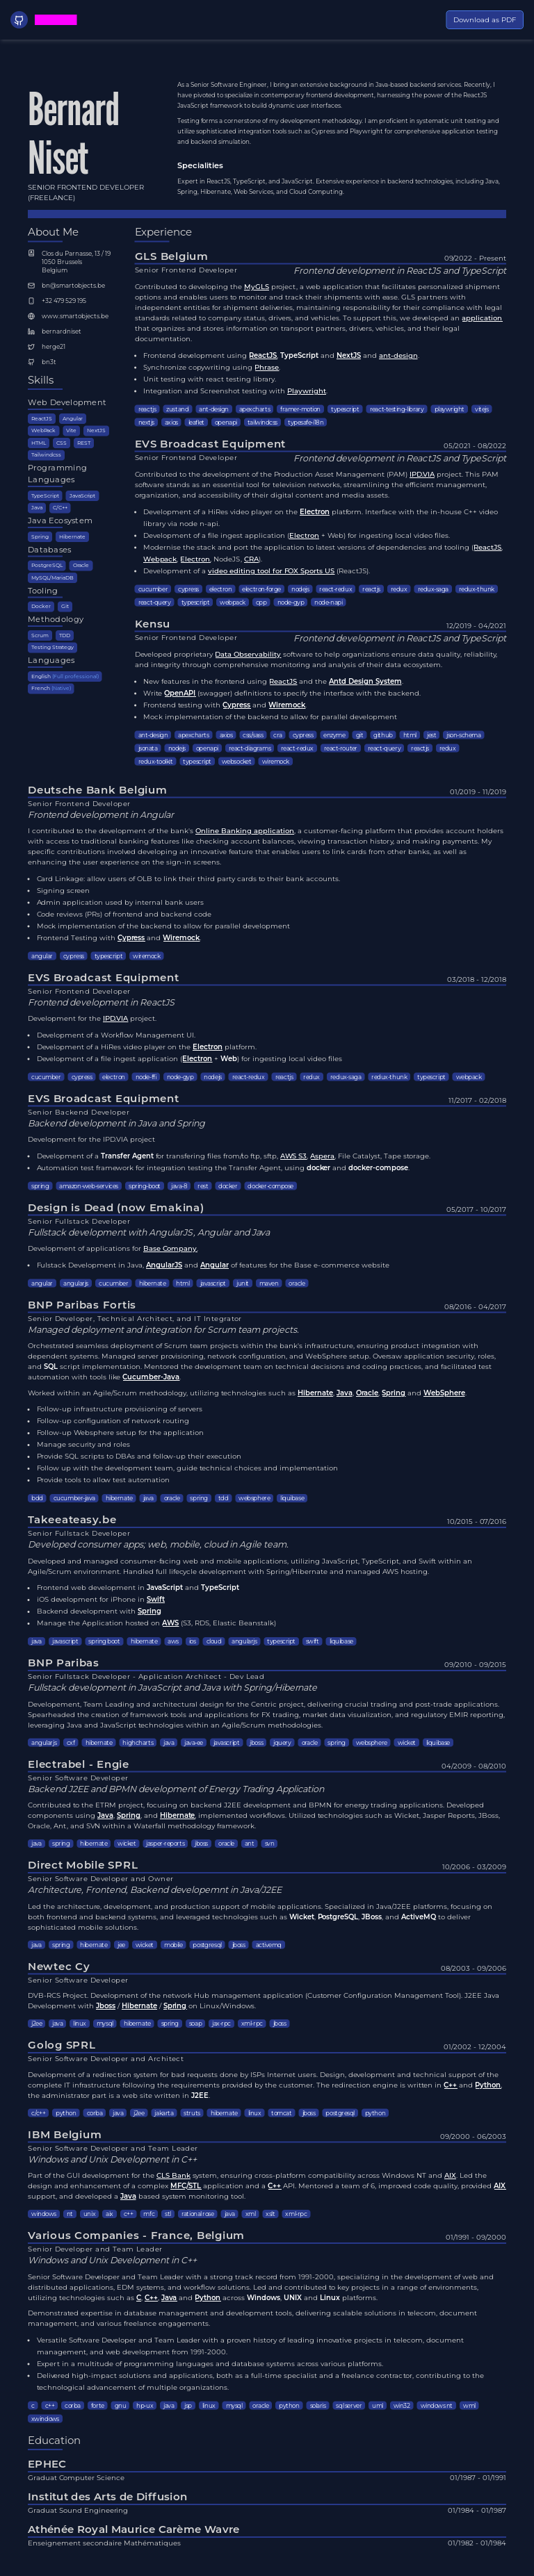 Download as PDF
Bernard
Niset
SENIOR FRONTEND DEVELOPER
(FREELANCE)
As a Senior Software Engineer, I bring an extensive background in Java-based backend services. Recently, I
have pivoted to specialize in contemporary frontend development, harnessing the power of the ReactJS
JavaScript framework to build dynamic user interfaces.
Testing forms a cornerstone of my development methodology. I am proficient in systematic unit testing and
utilize sophisticated integration tools such as Cypress and Playwright for comprehensive application testing
and backend simulation.
Specialities
Expert in ReactJS, TypeScript, and JavaScript. Extensive experience in backend technologies, including Java,
Spring, Hibernate, Web Services, and Cloud Computing.
About Me
Clos du Parnasse, 13 / 19
1050 Brussels
Belgium
bn@smartobjects.be
+32 479 529 195
www.smartobjects.be
bernardniset
herge21
bn3t
Skills
Web Development
ReactJS Angular
WebPack Vite NextJS
HTML CSS REST
Tailwindcss
Programming
Languages
TypeScript JavaScript
Java C/C++
Java Ecosystem
Spring Hibernate
Databases
PostgreSQL Oracle
MySQL/MariaDB
Tooling
Docker Git
Methodology
Scrum TDD
Testing Strategy
Languages
English (Full-professional)
French (Native)
Experience
GLS Belgium
09/2022 - Present
Senior Frontend Developer
Frontend development in ReactJS and TypeScript
Contributed to developing the MyGLS project, a web application that facilitates personalized shipment
options and enables users to monitor and track their shipments with ease. GLS partners with
independent transporters for shipments, maintaining responsibility for their compliance with legal
standards related to company status, drivers, and vehicles. To support this, we developed an application
that organizes and stores information on transport partners, drivers, vehicles, and their legal
documentation.
• Frontend development using ReactJS, TypeScript and NextJS and ant-design.
• Synchronize copywriting using Phrase.
• Unit testing with react testing library.
• Integration and Screenshot testing with Playwright.
reactjs zustand ant-design apexcharts framer-motion typescript react-testing-library playwright vitejs
nextjs axios leaflet openapi tailwindcss typesafe-i18n
EVS Broadcast Equipment
05/2021 - 08/2022
Senior Frontend Developer
Frontend development in ReactJS and TypeScript
Contributed to the development of the Production Asset Management (PAM) IPD.VIA project. This PAM
software serves as an essential tool for television networks, streamlining the efficient management,
organization, and accessibility of their digital content and media assets.
• Development of a HiRes video player on the Electron platform. Interface with the in-house C++ video
library via node n-api.
• Development of a file ingest application (Electron + Web) for ingesting local video files.
• Modernise the stack and port the application to latest versions of dependencies and tooling (ReactJS,
Webpack, Electron, NodeJS, CRA).
• Development of a video editing tool for FOX Sports US (ReactJS).
cucumber cypress electron electron-forge nodejs react-redux reactjs redux redux-saga redux-thunk
react-query typescript webpack cpp node-gyp node-napi
Kensu
12/2019 - 04/2021
Senior Frontend Developer
Frontend development in ReactJS and TypeScript
Developed proprietary Data Observability software to help organizations ensure data quality, reliability,
and integrity through comprehensive monitoring and analysis of their data ecosystem.
• New features in the frontend using ReactJS and the Antd Design System.
• Write OpenAPI (swagger) definitions to specify the interface with the backend.
• Frontend testing with Cypress and Wiremock.
• Mock implementation of the backend to allow for parallel development
ant-design apexcharts axios css/sass cra cypress enzyme git github html jest json-schema
jsonata nodejs openapi react-diagrams react-redux react-router react-query reactjs redux
redux-toolkit typescript websocket wiremock
Deutsche Bank Belgium
01/2019 - 11/2019
Senior Frontend Developer
Frontend development in Angular
I contributed to the development of the bank's Online Banking application, a customer-facing platform that provides account holders
with access to traditional banking features like checking account balances, viewing transaction history, and making payments. My
specific contributions involved developing an innovative feature that enables users to link cards from other banks, as well as
enhancing the user experience on the sign-in screens.
• Card Linkage: allow users of OLB to link their third party cards to their bank accounts.
• Signing screen
• Admin application used by internal bank users
• Code reviews (PRs) of frontend and backend code
• Mock implementation of the backend to allow for parallel development
• Frontend Testing with Cypress and Wiremock.
angular cypress typescript wiremock
EVS Broadcast Equipment
03/2018 - 12/2018
Senior Frontend Developer
Frontend development in ReactJS
Development for the IPD.VIA project.
• Development of a Workflow Management UI.
• Development of a HiRes video player on the Electron platform.
• Development of a file ingest application (Electron + Web) for ingesting local video files
cucumber cypress electron node-ffi node-gyp nodejs react-redux reactjs redux redux-saga redux-thunk typescript webpack
EVS Broadcast Equipment
11/2017 - 02/2018
Senior Backend Developer
Backend development in Java and Spring
Development for the IPD.VIA project
• Development of a Transfer Agent for transfering files from/to ftp, sftp, AWS S3, Aspera, File Catalyst, Tape storage.
• Automation test framework for integration testing the Transfer Agent, using docker and docker-compose.
spring amazon-web-services spring-boot java-8 rest docker docker-compose
Design is Dead (now Emakina)
05/2017 - 10/2017
Senior Fullstack Developer
Fullstack development with AngularJS, Angular and Java
Development of applications for Base Company.
• Fulstack Development in Java, AngularJS and Angular of features for the Base e-commerce website
angular angularjs cucumber hibernate html javascript junit maven oracle
BNP Paribas Fortis
08/2016 - 04/2017
Senior Developer, Technical Architect, and IT Integrator
Managed deployment and integration for Scrum team projects.
Orchestrated seamless deployment of Scrum team projects within the bank's infrastructure, ensuring product integration with
dependent systems. Managed server provisioning, network configuration, and WebSphere setup. Oversaw application security, roles,
and SQL script implementation. Mentored the development team on technical decisions and coding practices, and facilitated test
automation with tools like Cucumber-Java.
Worked within an Agile/Scrum methodology, utilizing technologies such as Hibernate, Java, Oracle, Spring and WebSphere.
• Follow-up infrastructure provisioning of servers
• Follow-up configuration of network routing
• Follow-up Websphere setup for the application
• Manage security and roles
• Provide SQL scripts to DBAs and follow-up their execution
• Follow up with the development team, guide technical choices and implementation
• Provide tools to allow test automation
bdd cucumber-java hibernate java oracle spring tdd websphere liquibase
Takeeateasy.be
10/2015 - 07/2016
Senior Fullstack Developer
Developed consumer apps; web, mobile, cloud in Agile team.
Developed and managed consumer-facing web and mobile applications, utilizing JavaScript, TypeScript, and Swift within an
Agile/Scrum environment. Handled full lifecycle development with Spring/Hibernate and managed AWS hosting.
• Frontend web development in JavaScript and TypeScript
• iOS development for iPhone in Swift
• Backend development with Spring
• Manage the Application hosted on AWS (S3, RDS, Elastic Beanstalk)
java javascript spring boot hibernate aws ios cloud angularjs typescript swift liquibase
BNP Paribas
09/2010 - 09/2015
Senior Fullstack Developer - Application Architect - Dev Lead
Fullstack development in JavaScript and Java with Spring/Hibernate
Developement, Team Leading and architectural design for the Centric project, delivering crucial trading and post-trade applications.
Spearheaded the creation of framework tools and applications for FX trading, market data visualization, and regulatory EMIR reporting,
leveraging Java and JavaScript technologies within an Agile/Scrum methodologies.
angularjs cxf hibernate highcharts java java-ee javascript jboss jquery oracle spring websphere wicket liquibase
Electrabel - Engie
04/2009 - 08/2010
Senior Software Developer
Backend J2EE and BPMN development of Energy Trading Application
Contributed to the ETRM project, focusing on backend J2EE development and BPMN for energy trading applications. Developed
components using Java, Spring, and Hibernate, implemented workflows. Utilized technologies such as Wicket, Jasper Reports, JBoss,
Oracle, Ant, and SVN within a Waterfall methodology framework.
java spring hibernate wicket jasper-reports jboss oracle ant svn
Direct Mobile SPRL
10/2006 - 03/2009
Senior Software Developer and Owner
Architecture, Frontend, Backend developemnt in Java/J2EE
Led the architecture, development, and production support of mobile applications. Specialized in Java/J2EE platforms, focusing on
both frontend and backend systems, and leveraged technologies such as Wicket, PostgreSQL, JBoss, and ActiveMQ to deliver
sophisticated mobile solutions.
java spring hibernate jee wicket mobile postgresql jboss activemq
Newtec Cy
08/2003 - 09/2006
Senior Software Developer
DVB-RCS Project. Development of the network Hub management application (Customer Configuration Management Tool). J2EE Java
Development with Jboss / Hibernate / Spring on Linux/Windows.
j2ee java linux mysql hibernate spring soap jax-rpc xml-rpc jboss
Golog SPRL
01/2002 - 12/2004
Senior Software Developer and Architect
Development of a redirection system for bad requests done by ISPs Internet users. Design, development and technical support of the
complete IT infrastructure following the requirements provided by the customer. The redirection engine is written in C++ and Python,
the administrator part is a web site written in J2EE.
c/c++ python corba java j2ee jakarta struts hibernate linux tomcat jboss postgresql python
IBM Belgium
09/2000 - 06/2003
Senior Software Developer and Team Leader
Windows and Unix Development in C++
Part of the GUI development for the CLS Bank system, ensuring cross-platform compatibility across Windows NT and AIX. Led the
design and enhancement of a complex MFC/STL application and a C++ API. Mentored a team of 6, improved code quality, provided AIX
support, and developed a Java based system monitoring tool.
windows nt unix aix c++ mfc stl rational rose java xml xslt xml-rpc
Various Companies - France, Belgium
01/1991 - 09/2000
Senior Developer and Team Leader
Windows and Unix Development in C++
Senior Software Developer and Team Leader with a strong track record from 1991-2000, specializing in the development of web and
distributed applications, EDM systems, and workflow solutions. Led and contributed to key projects in a range of environments,
utilizing technologies such as C, C++, Java and Python across Windows, UNIX and Linux platforms.
Demonstrated expertise in database management and development tools, delivering scalable solutions in telecom, document
management, and various freelance engagements.
• Versatile Software Developer and Team Leader with a proven history of leading innovative projects in telecom, document
management, and web development from 1991-2000.
• Expert in a multitude of programming languages and database systems across various platforms.
• Delivered high-impact solutions and applications, both as a full-time specialist and a freelance contractor, contributing to the
technological advancement of multiple organizations.
c c++ corba forte gnu hp-ux java jsp linux mysql oracle python solaris sqlserver uml win32 windows nt wml
xwindows
Education
EPHEC
Graduat Computer Science
01/1987 - 01/1991
Institut des Arts de Diffusion
Graduat Sound Engineering
01/1984 - 01/1987
Athénée Royal Maurice Carème Wavre
Enseignement secondaire Mathématiques
01/1982 - 01/1984